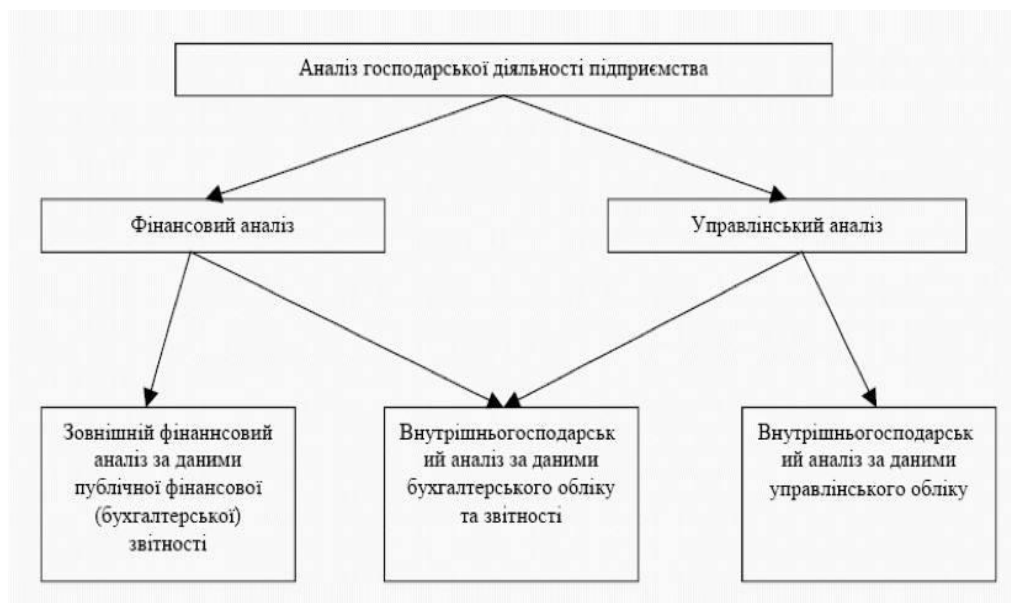 Аналіз господарської діяльності підприємства
Фінансовий аналіз
Управлінський аналіз
Зовнішній фінаннсовий
аналіз за даними
публічної фінансової
(бухгалтерської)
звітності
Внутрішньогосподарськ
ий аналіз за даними
бухгалтерського обліку
та звітності
Внутрішньогосподарськ
ий аналіз за даними
управлінського обліку